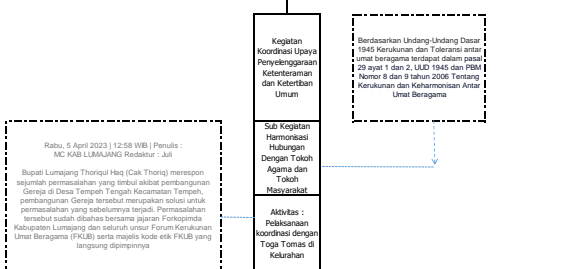 Kegiatan
Koordinasi Upaya
Penyelenggaraan
Ketenteraman
dan Ketertiban
Umum
Berdasarkan Undang-Undang Dasar
1945 Kerukunan dan Toleransi antar
umat beragama terdapat dalam pasal
29 ayat 1 dan 2, UUD 1945 dan PBM
Nomor 8 dan 9 tahun 2006 Tentang
Kerukunan dan Keharmonisan Antar
Umat Beragama
Sub Kegiatan
Harmonisasi
Hubungan
Dengan Tokoh
Agama dan
Tokoh
Masyarakat
Rabu, 5 April 2023 | 12:58 WIB | Penulis :
MC KAB LUMAJANG Redaktur : Juli
Bupati Lumajang Thoriqul Haq (Cak Thoriq) merespon
sejumlah permasalahan yang timbul akibat pembangunan
Gereja di Desa Tempeh Tengah Kecamatan Tempeh,
pembangunan Gereja tersebut merupakan solusi untuk
permasalahan yang sebelumnya terjadi. Permasalahan
tersebut sudah dibahas bersama jajaran Forkopimda
Kabupaten Lumajang dan seluruh unsur Forum Kerukunan
Umat Beragama (FKUB) serta majelis kode etik FKUB yang
langsung dipimpinnya
Aktivitas :
Pelaksanaan
koordinasi dengan
Toga Tomas di
Kelurahan